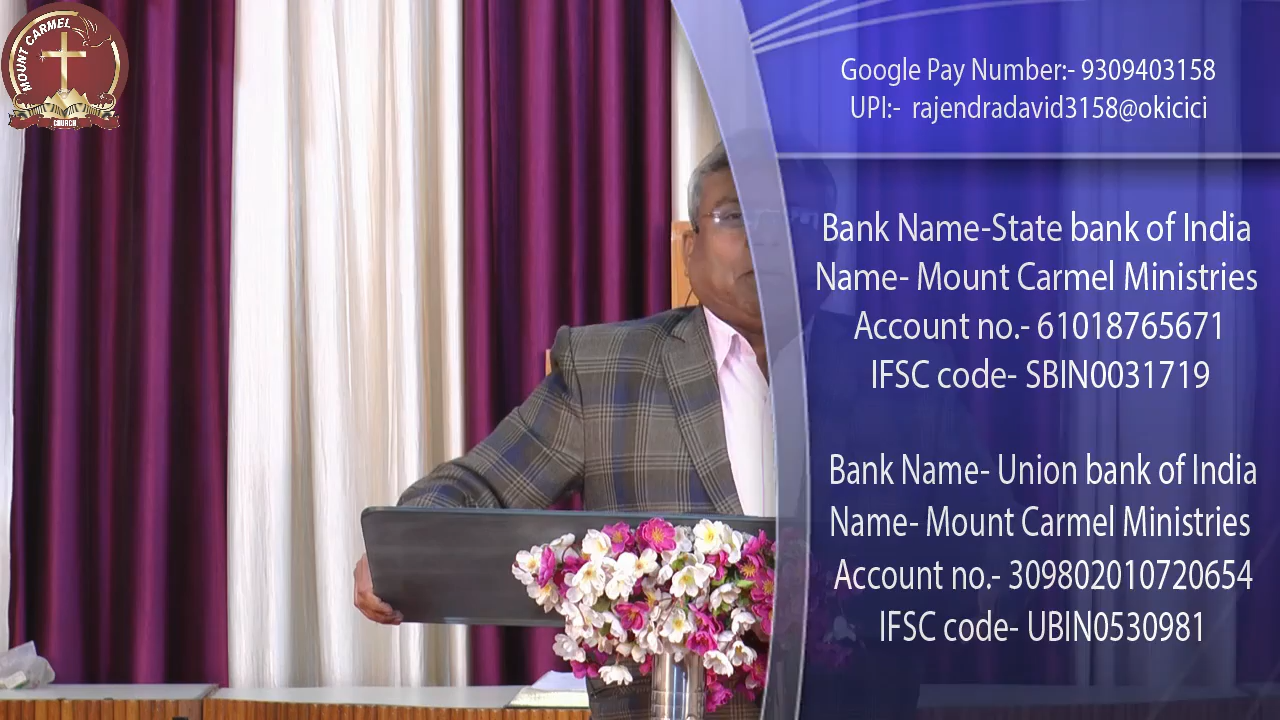 MOUNT CARMEL
CHURCH
Google Pay Number:- 9309403158
UPI:- rajendradavid3158@okicici
Bank Name-State bank of India
Name- Mount Carmel Ministries
Account no.- 61018765671
IFSC code- SBIN0031719
Bank Name- Union bank of India
Name- Mount Carmel Ministries
Account no.- 309802010720654
IFSC code- UBIN0530981